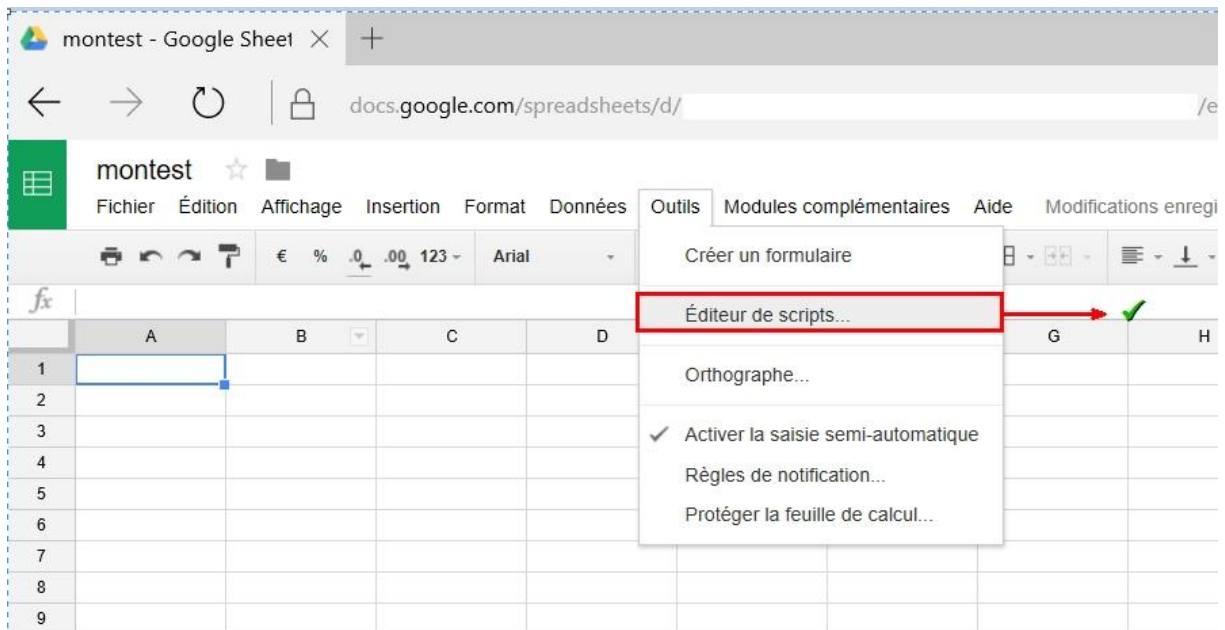 montest - Google Sheet
docs.google.com/spreadsheets/d/ /e
montest
Fichier Édition Affichage Insertion Format Données Outils Modules complémentaires Aide Modifications enregi
€ % .0 .00 123 Arial
Créer un formulaire
fx
Éditeur de scripts...
A B C D G H
Orthographe...
Activer la saisie semi-automatique
Règles de notification...
Protéger la feuille de calcul...
1
2
3
4
5
6
7
8
9